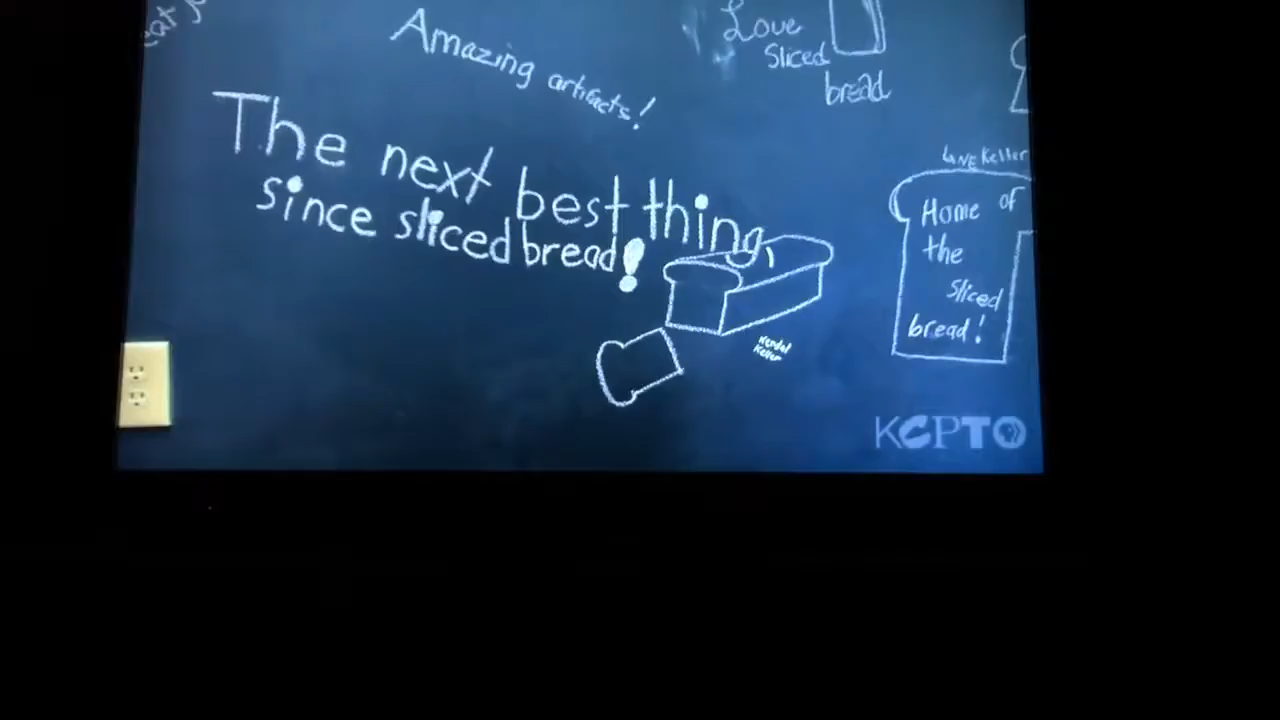 Amazing artifacts!
Love
Sliced
bread
The next best thing
since sliced bread!
Lane Keller
Home of
the
Sliced
bread!
Kendal
Keller
KCPT